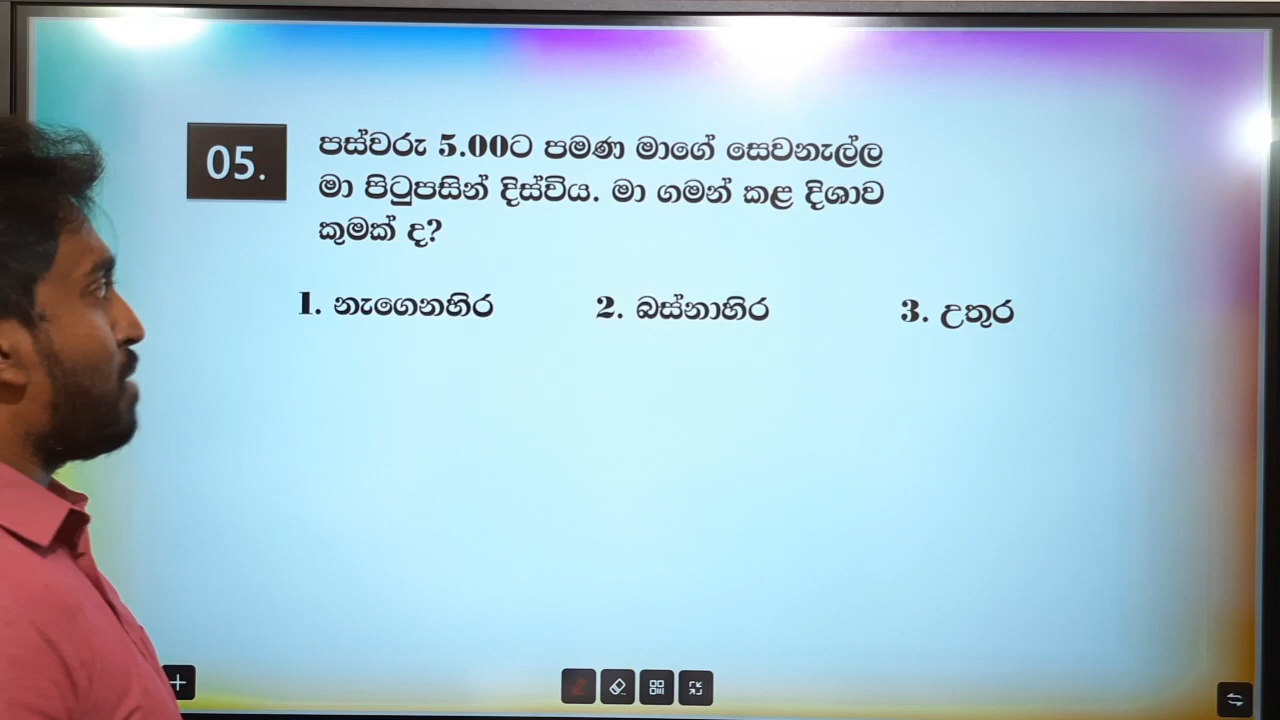 05.
පස්වරු 5.00ට පමණ මාගේ සෙවනැල්ල
මා පිටුපසින් දිස්විය. මා ගමන් කළ දිශාව
කුමක් ද?
1. නැගෙනහිර 2. බස්නාහිර 3. උතුර